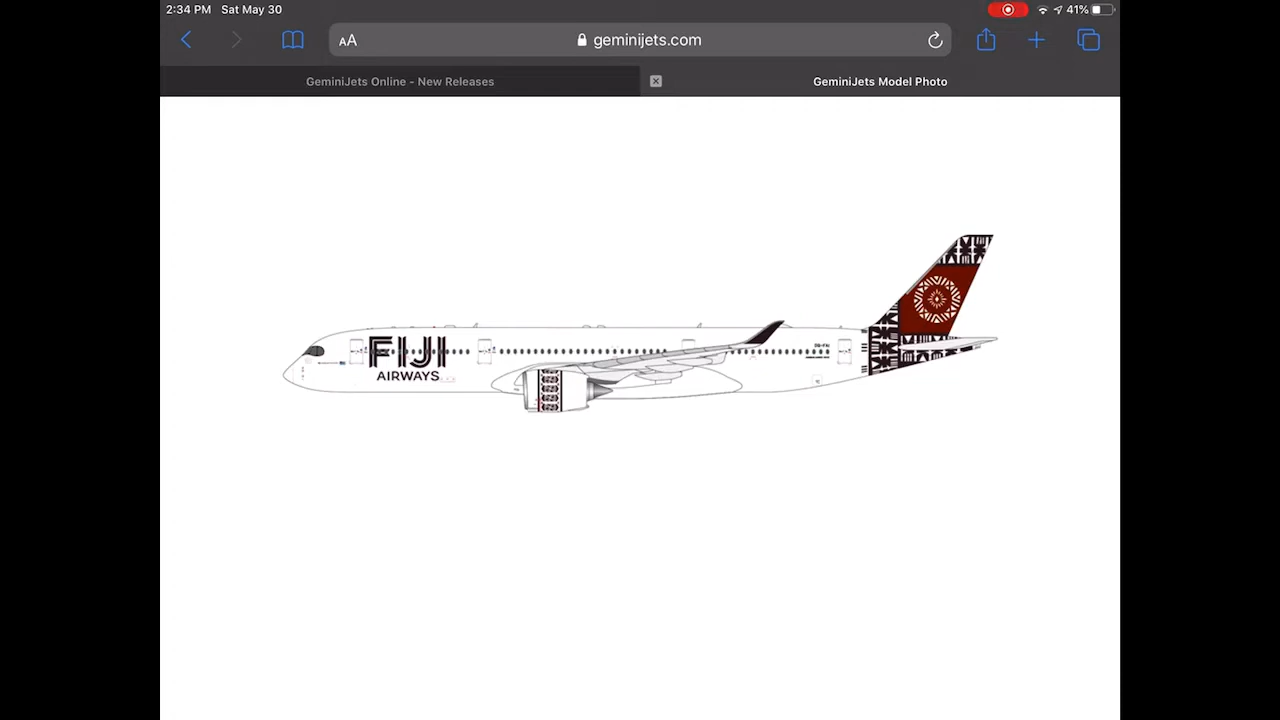 2:34 PM Sat May 30
41%
AA
geminijets.com
GeminiJets Online - New Releases
GeminiJets Model Photo
FIJI
AIRWAYS